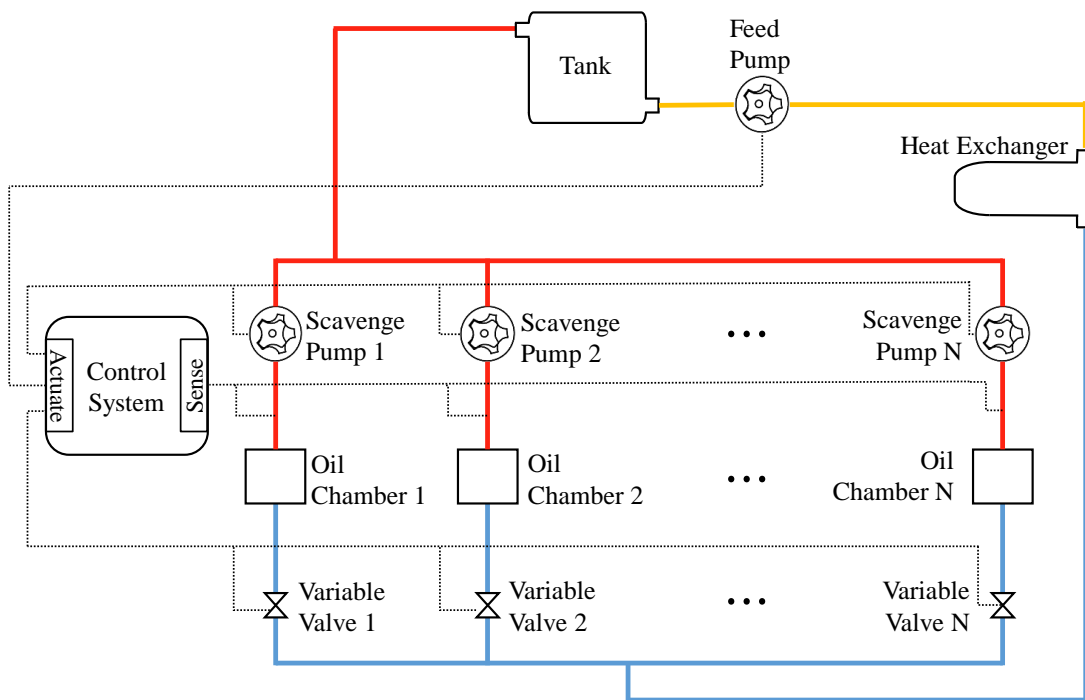 Feed
Pump
Tank
Heat Exchanger
Scavenge
Pump 1
Scavenge
Pump 2
• • •
Scavenge
Pump N
Actuate
Control
System
Sense
Oil
Chamber 1
Oil
Chamber 2
• • •
Oil
Chamber N
Variable
Valve 1
Variable
Valve 2
• • •
Variable
Valve N